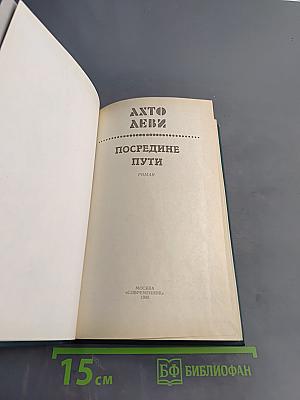 АХТО
ЛЕВИ
ПОСРЕДИНЕ
ПУТИ
РОМАН
МОСКВА
«СОВРЕМЕННИК»
15 см
БФ БИБЛИОФАН